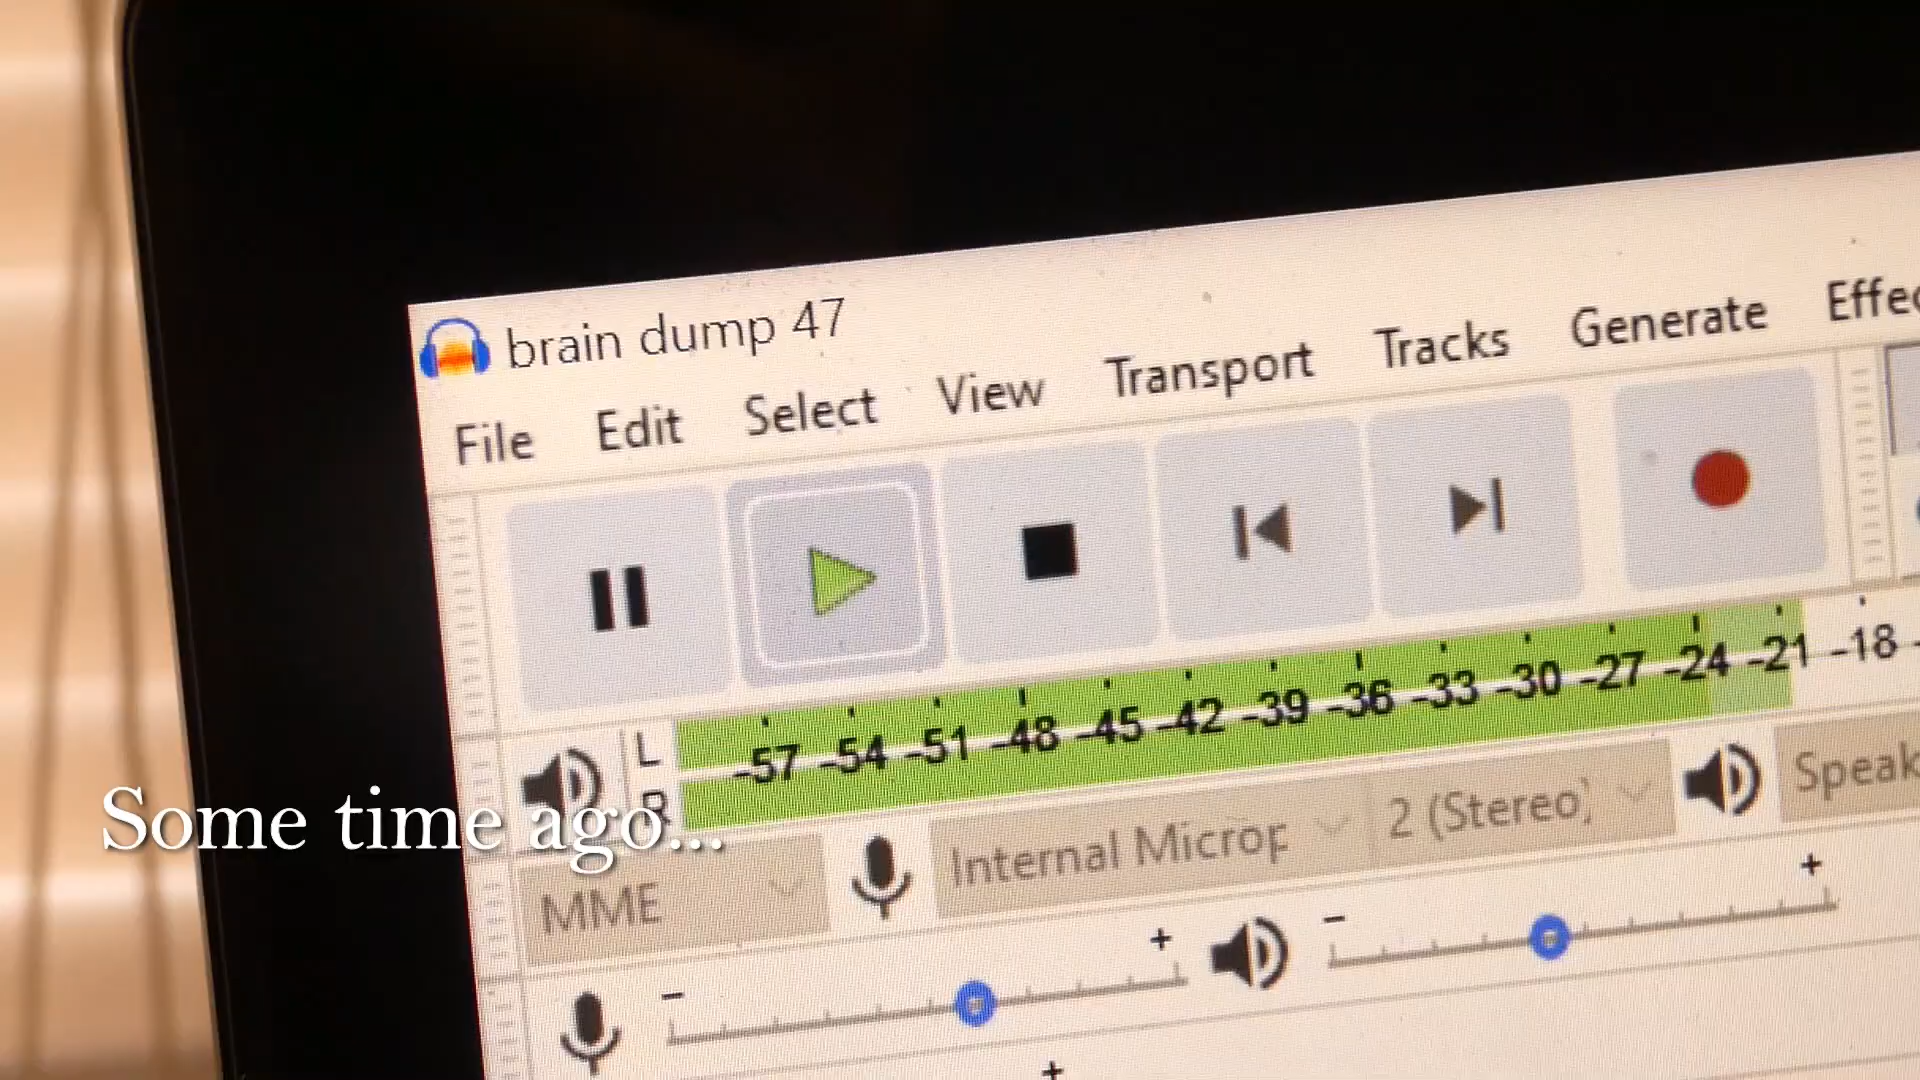 brain dump 47
File Edit Select View Transport Tracks Generate Effec
L
R
-57 -54 -51 -48 -45 -42 -39 -36 -33 -30 -27 -24 -21 -18 -
Some time ago...
MME Internal Microp 2 (Stereo) Speak
- + - +
+